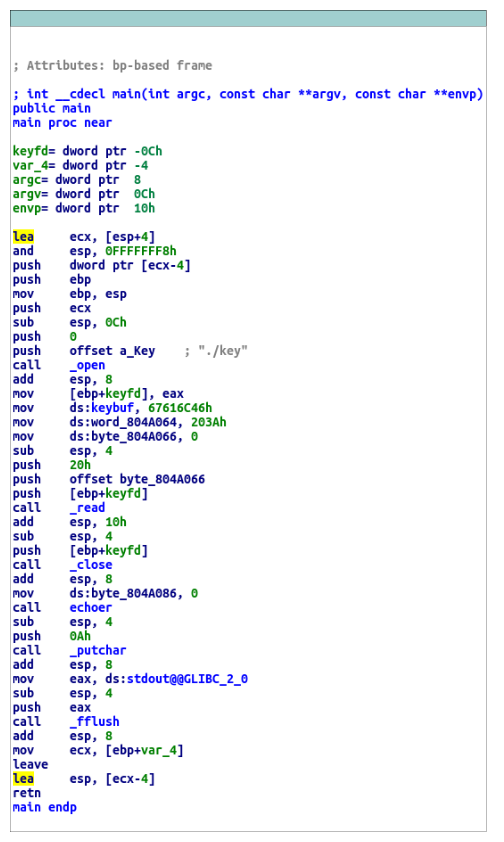 ; Attributes: bp-based frame
; int __cdecl main(int argc, const char **argv, const char **envp)
public main
main proc near
keyfd= dword ptr -0Ch
var_4= dword ptr -4
argc= dword ptr  8
argv= dword ptr  0Ch
envp= dword ptr  10h
lea     ecx, [esp+4]
and     esp, 0FFFFFFF8h
push    dword ptr [ecx-4]
push    ebp
mov     ebp, esp
push    ecx
sub     esp, 0Ch
push    0
push    offset a_Key    ; "./key"
call    _open
add     esp, 8
mov     [ebp+keyfd], eax
mov     ds:keybuf, 67616C46h
mov     ds:word_804A064, 203Ah
mov     ds:byte_804A066, 0
sub     esp, 4
push    20h
push    offset byte_804A066
push    [ebp+keyfd]
call    _read
add     esp, 10h
sub     esp, 4
push    [ebp+keyfd]
call    _close
add     esp, 8
mov     ds:byte_804A086, 0
call    echoer
sub     esp, 4
push    0Ah
call    _putchar
add     esp, 8
mov     eax, ds:stdout@@GLIBC_2_0
sub     esp, 4
push    eax
call    _fflush
add     esp, 8
mov     ecx, [ebp+var_4]
leave
lea     esp, [ecx-4]
retn
main endp